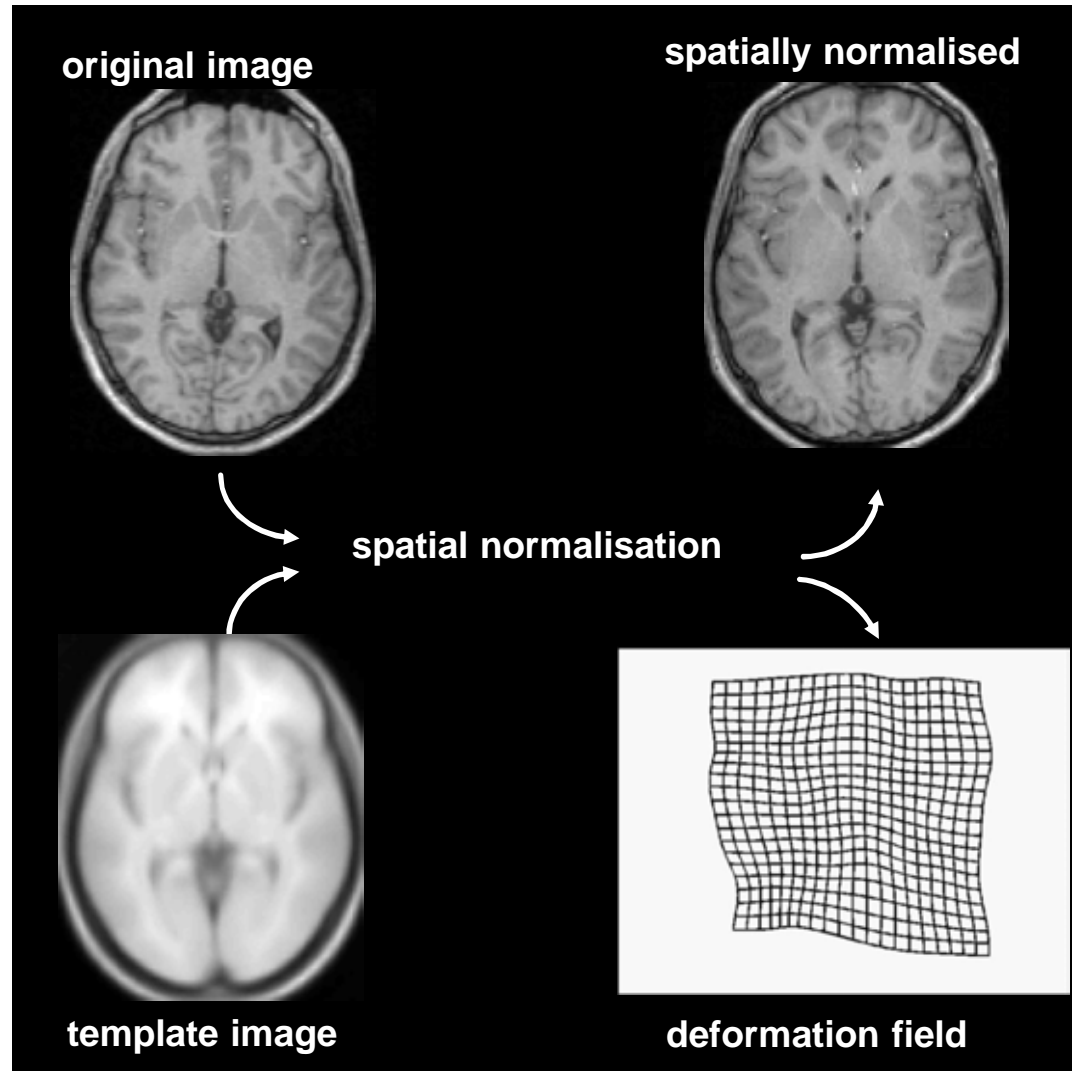 original image
spatially normalised
spatial normalisation
template image
deformation field